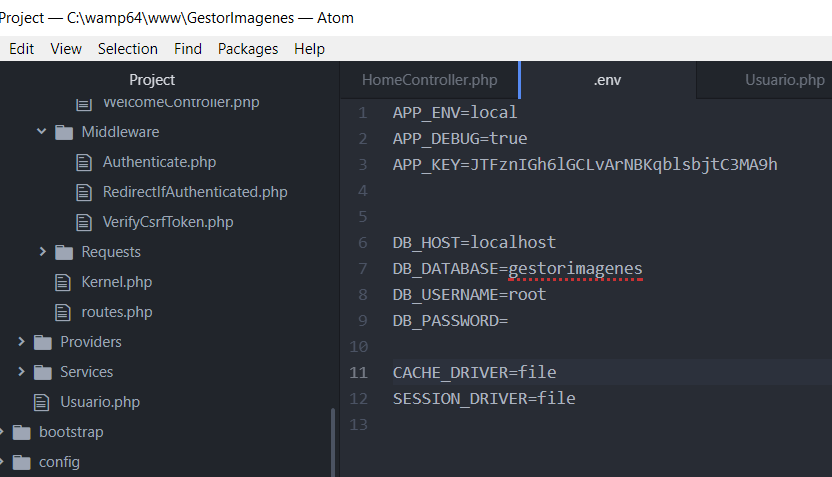 Project — C:\wamp64\www\GestorImagenes — Atom
Edit View Selection Find Packages Help
Project
WelcomeController.php
Middleware
Authenticate.php
RedirectIfAuthenticated.php
VerifyCsrfToken.php
Requests
Kernel.php
routes.php
Providers
Services
Usuario.php
bootstrap
config
HomeController.php .env Usuario.php
1 APP_ENV=local
2 APP_DEBUG=true
3 APP_KEY=JTFznIGh6lGCLvArNBKqblsbjtC3MA9h
4
5
6 DB_HOST=localhost
7 DB_DATABASE=gestorimagenes
8 DB_USERNAME=root
9 DB_PASSWORD=
10
11 CACHE_DRIVER=file
12 SESSION_DRIVER=file
13